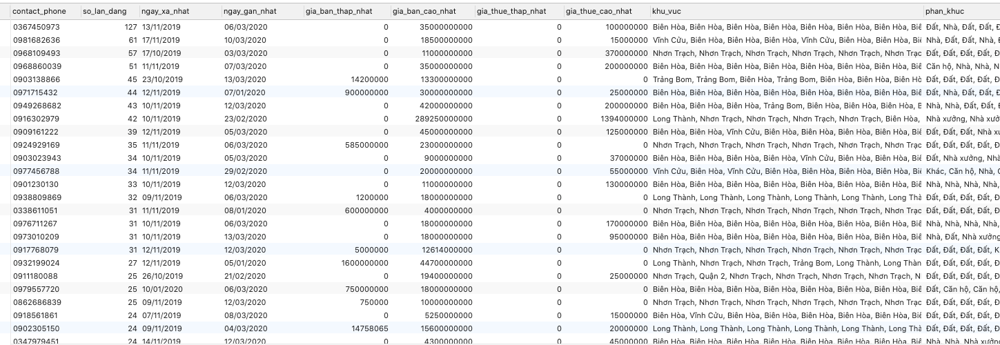 contact_phone so_lan_dang ngay_xa_nhat ngay_gan_nhat gia_ban_thap_nhat gia_ban_cao_nhat gia_thue_thap_nhat gia_thue_cao_nhat khu_vuc phan_khuc
0367450973 127 13/11/2019 06/03/2020 0 35000000000 0 100000000 Biên Hòa, Biên Hòa, Biên Hòa, Biên Hòa, Biên Hòa, Biên Hòa, Biên Hòa, Đất, Nhà, Đất, Đất,
0981682636 61 17/11/2019 10/03/2020 0 18500000000 0 15000000 Vĩnh Cửu, Biên Hòa, Biên Hòa, Biên Hòa, Vĩnh Cửu, Biên Hòa, Biên Hòa, Nhà, Đất, Đất, Nhà,
0968109493 57 17/10/2019 03/03/2020 0 11000000000 0 370000000 Nhơn Trạch, Nhơn Trạch, Nhơn Trạch, Nhơn Trạch, Nhơn Trạch, Nhơn Đất, Đất, Đất, Đất,
0968860039 51 11/11/2019 07/03/2020 0 35000000000 0 200000000 Biên Hòa, Biên Hòa, Biên Hòa, Biên Hòa, Biên Hòa, Biên Hòa, Biên Hòa, Căn hộ, Nhà, Nhà,
0903138866 45 23/10/2019 13/03/2020 14200000 13300000000 0 0 Trảng Bom, Trảng Bom, Biên Hòa, Trảng Bom, Biên Hòa, Biên Hòa, Đất, Đất, Đất, Đất,
0971715432 44 12/11/2019 07/01/2020 900000000 30000000000 0 25000000 Biên Hòa, Biên Hòa, Biên Hòa, Biên Hòa, Biên Hòa, Biên Hòa, Biên Hòa, Đất, Nhà, Đất, Đất,
0949268682 43 10/11/2019 12/03/2020 0 42000000000 0 200000000 Biên Hòa, Biên Hòa, Biên Hòa, Trảng Bom, Biên Hòa, Biên Hòa, Biên Hòa, Nhà, Nhà, Đất, Đất,
0916302979 42 10/11/2019 23/02/2020 0 289250000000 0 1394000000 Long Thành, Nhơn Trạch, Nhơn Trạch, Nhơn Trạch, Nhơn Trạch, Biên Hòa, Nhà xưởng, Nhà
0909161222 39 12/11/2019 05/03/2020 0 45000000000 0 125000000 Biên Hòa, Biên Hòa, Vĩnh Cửu, Biên Hòa, Biên Hòa, Biên Hòa, Biên Hòa, Đất, Đất, Nhà
0924929169 35 11/11/2019 06/03/2020 585000000 23000000000 0 0 Nhơn Trạch, Nhơn Trạch, Nhơn Trạch, Nhơn Trạch, Nhơn Trạch, Nhơn Đất, Đất, Đất, Đất,
0903023943 34 10/11/2019 05/03/2020 0 9000000000 0 37000000 Biên Hòa, Biên Hòa, Biên Hòa, Biên Hòa, Vĩnh Cửu, Biên Hòa, Biên Hòa, Đất, Nhà xưởng,
0977456788 34 11/11/2019 29/02/2020 0 20000000000 0 55000000 Vĩnh Cửu, Biên Hòa, Vĩnh Cửu, Biên Hòa, Biên Hòa, Biên Hòa, Biên Hòa, Khác, Căn hộ, Nhà,
0901230130 33 10/11/2019 12/03/2020 0 11000000000 0 130000000 Biên Hòa, Biên Hòa, Biên Hòa, Biên Hòa, Biên Hòa, Biên Hòa, Biên Hòa, Nhà, Nhà, Nhà, Nhà,
0938809869 32 09/11/2019 06/03/2020 1200000 18000000000 0 0 Long Thành, Long Thành, Long Thành, Long Thành, Long Thành, Long Đất, Đất, Đất, Đất,
0338611051 31 11/11/2019 08/01/2020 600000000 4000000000 0 0 Nhơn Trạch, Nhơn Trạch, Nhơn Trạch, Nhơn Trạch, Nhơn Trạch, Nhơn Đất, Đất, Đất, Đất,
0976711267 31 10/11/2019 06/03/2020 0 18000000000 0 170000000 Biên Hòa, Biên Hòa, Biên Hòa, Biên Hòa, Biên Hòa, Biên Hòa, Biên Hòa, Nhà, Nhà, Nhà, Nhà,
0973010209 31 10/11/2019 13/03/2020 0 18000000000 0 95000000 Biên Hòa, Biên Hòa, Biên Hòa, Biên Hòa, Biên Hòa, Biên Hòa, Biên Hòa, Nhà, Đất, Nhà xưởng
0917768079 31 12/11/2019 12/03/2020 5000000 12614000000 0 0 Nhơn Trạch, Nhơn Trạch, Nhơn Trạch, Nhơn Trạch, Nhơn Trạch, Nhơn Đất, Đất, Đất,
0932199024 27 12/11/2019 05/01/2020 1600000000 44700000000 0 0 Long Thành, Nhơn Trạch, Nhơn Trạch, Trảng Bom, Long Thành, Long Đất, Đất, Đất, Đất,
0911180088 25 26/10/2019 21/02/2020 0 19400000000 0 25000000 Nhơn Trạch, Quận 2, Nhơn Trạch, Nhơn Trạch, Nhơn Trạch, Nhơn Trạch, Đất, Đất, Đất, Đất,
0979557720 25 10/01/2020 06/03/2020 750000000 18000000000 0 0 Biên Hòa, Biên Hòa, Biên Hòa, Biên Hòa, Biên Hòa, Biên Hòa, Biên Hòa, Đất, Căn hộ, Căn hộ,
0862686839 25 09/11/2019 12/03/2020 750000 10000000000 0 0 Nhơn Trạch, Nhơn Trạch, Nhơn Trạch, Nhơn Trạch, Nhơn Trạch, Nhơn Đất, Đất, Đất, Đất,
0918561861 24 07/11/2019 08/03/2020 0 5250000000 0 15000000 Biên Hòa, Vĩnh Cửu, Biên Hòa, Biên Hòa, Biên Hòa, Biên Hòa, Biên Hòa, Đất, Đất, Đất, Đất,
0902305150 24 09/11/2019 04/03/2020 14758065 15600000000 0 20000000 Long Thành, Long Thành, Long Thành, Long Thành, Long Thành, Long Đất, Đất, Đất, Đất,
0347979451 24 14/11/2019 12/03/2020 0 4300000000 0 45000000 Biên Hòa, Biên Hòa, Biên Hòa, Biên Hòa, Biên Hòa, Biên Hòa, Biên Hòa, Nhà, Nhà, Nhà